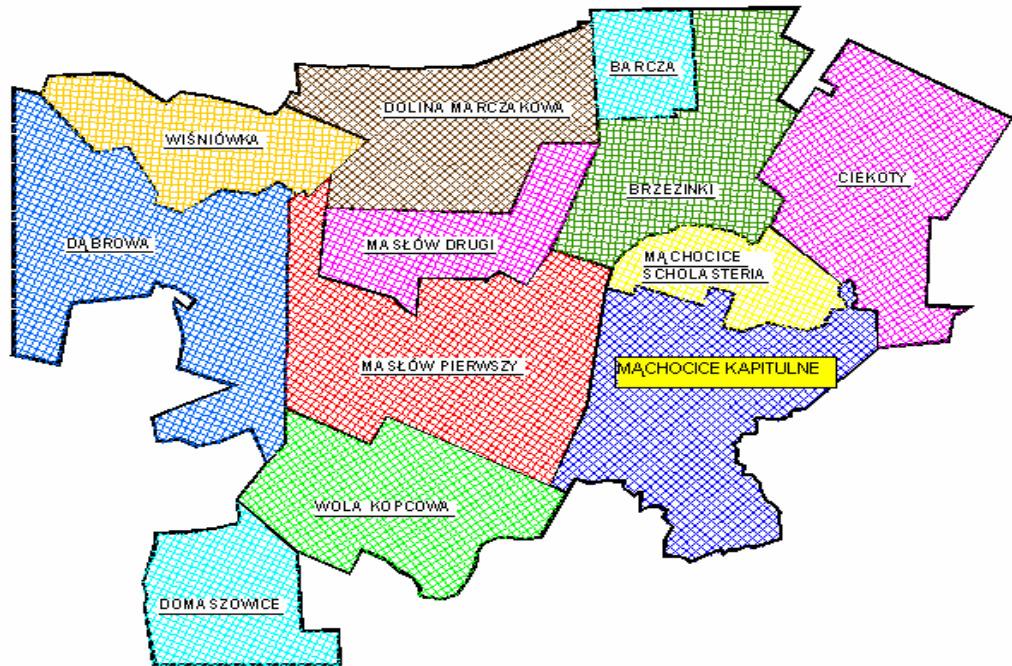 BARCZA
DOLINA MARCZAKOWA
WIŚNIÓWKA
CIEKOTY
BRZEZINKI
DĄBROWA
MASŁÓW DRUGI
MĄCHOCICE
SCHOLASTERIA
MASŁÓW PIERWSZY
MĄCHOCICE KAPITULNE
WOLA KOPCOWA
DOMASZOWICE